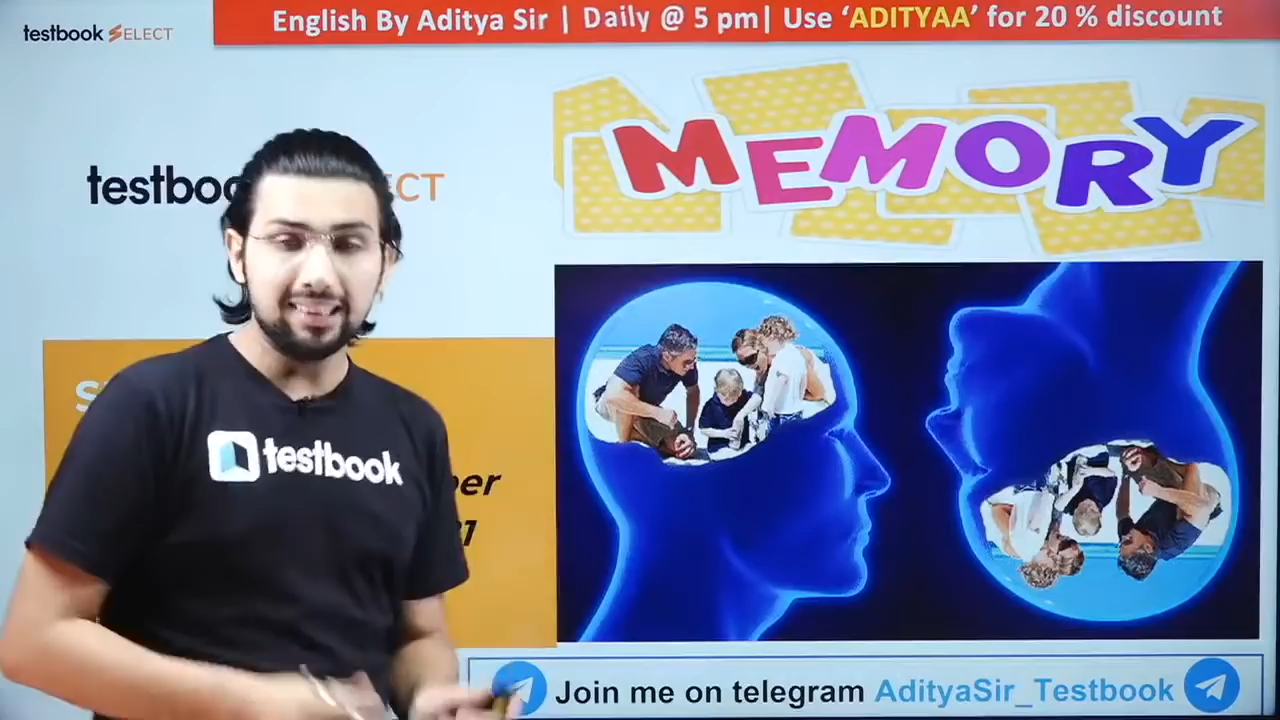 testbook SELECT
English By Aditya Sir | Daily @ 5 pm| Use ‘ADITYAA’ for 20 % discount
MEMORY
testbook
Join me on telegram AdityaSir_Testbook